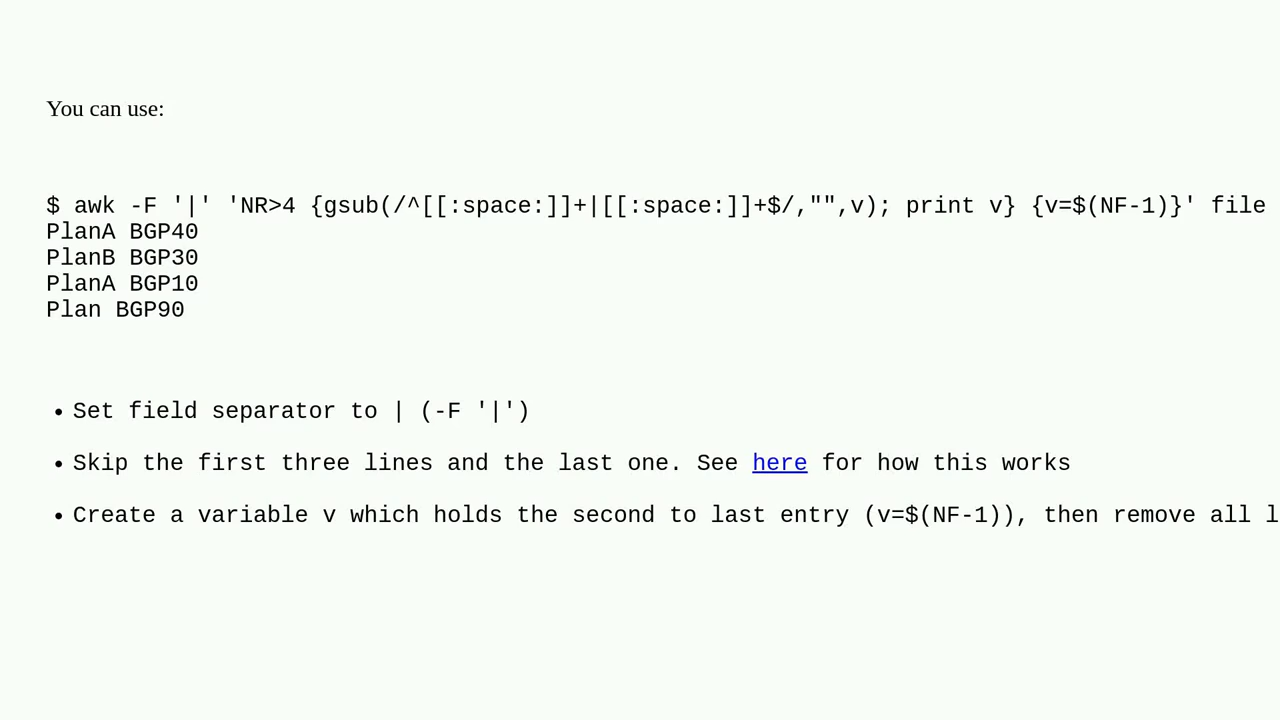 You can use:
$ awk -F '|' 'NR>4 {gsub(/^[[:space:]]+|[[:space:]]+$/,"",v); print v} {v=$(NF-1)}' file
PlanA BGP40
PlanB BGP30
PlanA BGP10
Plan BGP90
• Set field separator to | (-F '|')
• Skip the first three lines and the last one. See here for how this works
• Create a variable v which holds the second to last entry (v=$(NF-1)), then remove all l